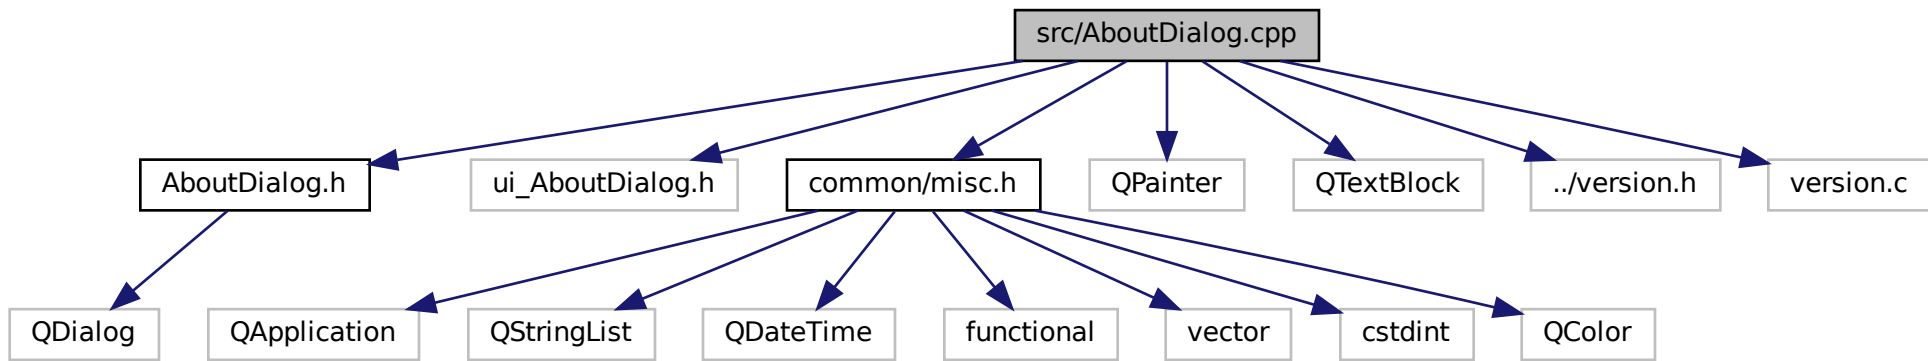 src/AboutDialog.cpp
AboutDialog.h
ui_AboutDialog.h
common/misc.h
QPainter
QTextBlock
../version.h
version.c
QDialog
QApplication
QStringList
QDateTime
functional
vector
cstdint
QColor